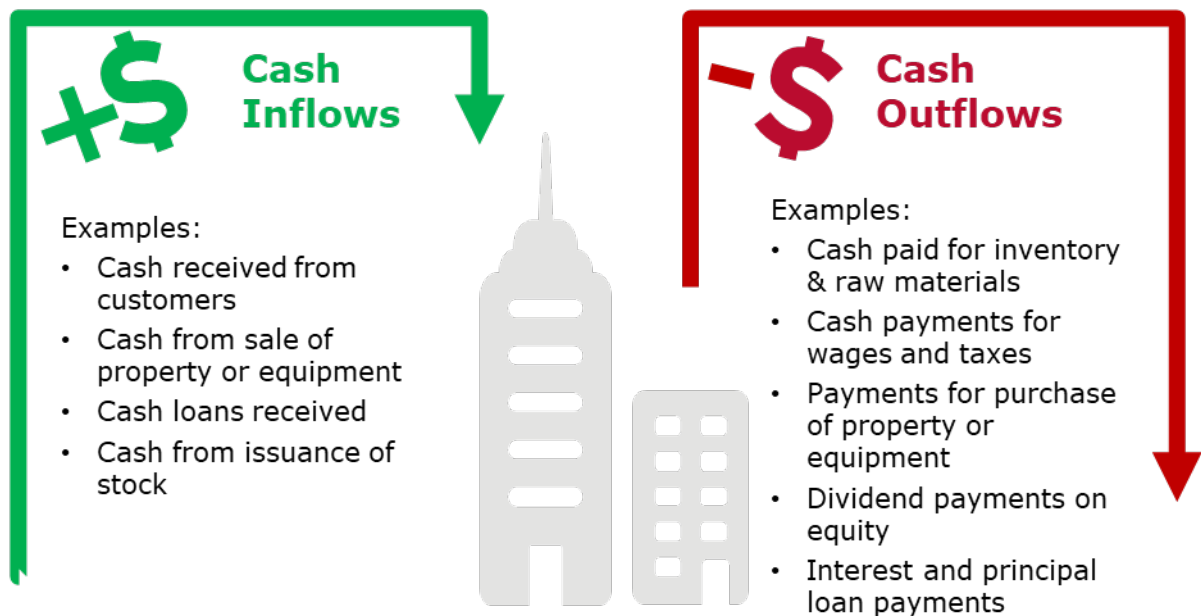 +$
Cash
Inflows
Examples:
• Cash received from
customers
• Cash from sale of
property or equipment
• Cash loans received
• Cash from issuance of
stock
-$
Cash
Outflows
Examples:
• Cash paid for inventory
& raw materials
• Cash payments for
wages and taxes
• Payments for purchase
of property or
equipment
• Dividend payments on
equity
• Interest and principal
loan payments